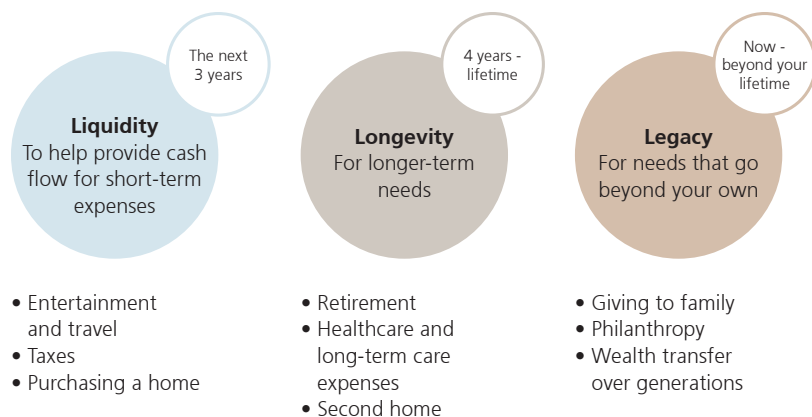 The next
3 years
Liquidity
To help provide cash
flow for short-term
expenses
• Entertainment
and travel
• Taxes
• Purchasing a home
4 years -
lifetime
Longevity
For longer-term
needs
• Retirement
• Healthcare and
long-term care
expenses
• Second home
Now -
beyond your
lifetime
Legacy
For needs that go
beyond your own
• Giving to family
• Philanthropy
• Wealth transfer
over generations